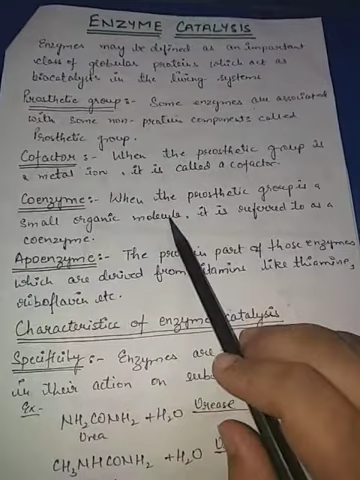 ENZYME CATALYSIS
Enzymes may be defined as an important
class of globular proteins which act as
biocatalyst in the living system.
Prosthetic group:- Some enzymes are associated
with some non-protein components called
Prosthetic group.
Cofactor:- When the prosthetic group is
a metal ion, it is called a cofactor.
Coenzyme:- When the prosthetic group is a
small organic molecule, it is referred to as a
coenzyme.
Apoenzyme:- The protein part of those enzymes
which are derived from vitamins like thiamine,
riboflavin etc.
Characteristics of enzyme catalysis
Specificity:- Enzymes are
in their action on
Ex- NH2CONH2 + H2O Urease
Urea
CH3NHCONH2 + H2O